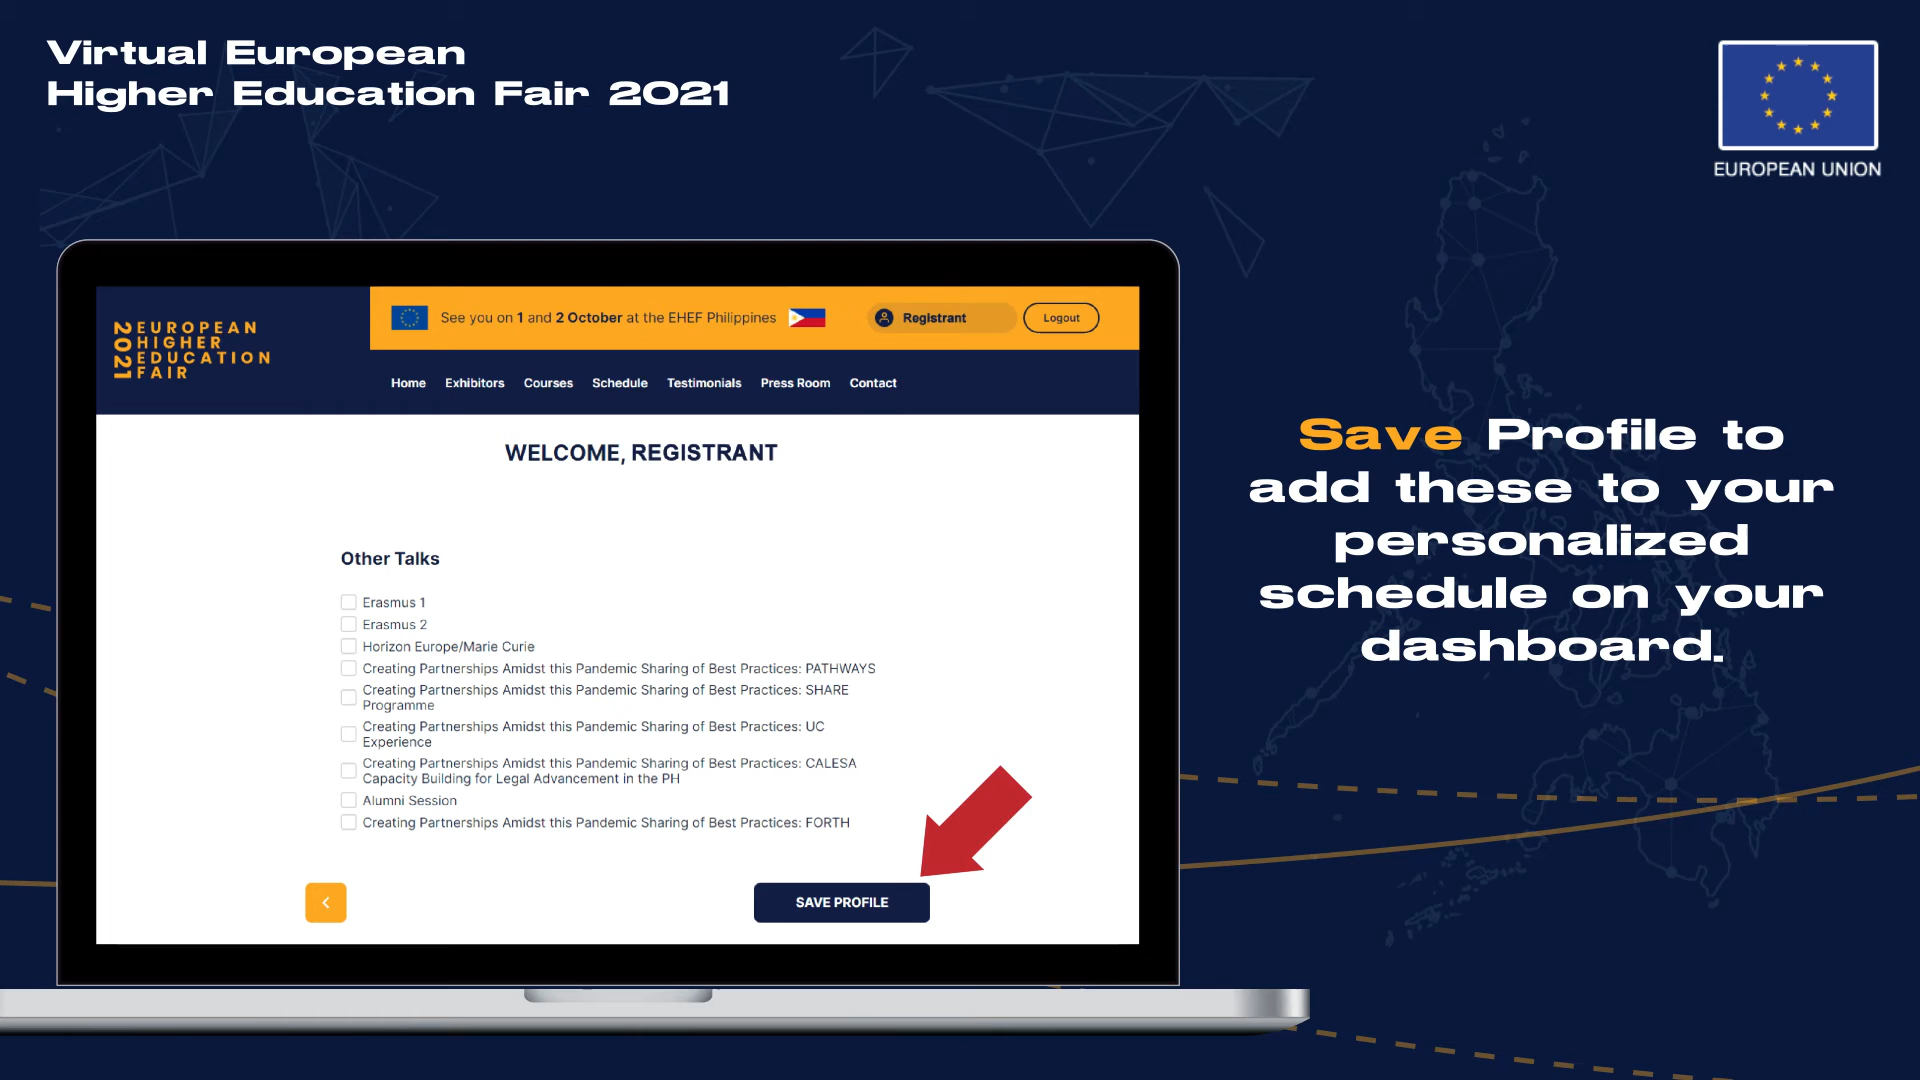 Virtual European
Higher Education Fair 2021
EUROPEAN UNION
2021
EUROPEAN
HIGHER
EDUCATION
FAIR
See you on 1 and 2 October at the EHEF Philippines
Registrant
Logout
Home Exhibitors Courses Schedule Testimonials Press Room Contact
WELCOME, REGISTRANT
Other Talks
Erasmus 1
Erasmus 2
Horizon Europe/Marie Curie
Creating Partnerships Amidst this Pandemic Sharing of Best Practices: PATHWAYS
Creating Partnerships Amidst this Pandemic Sharing of Best Practices: SHARE
Programme
Creating Partnerships Amidst this Pandemic Sharing of Best Practices: UC
Experience
Creating Partnerships Amidst this Pandemic Sharing of Best Practices: CALESA
Capacity Building for Legal Advancement in the PH
Alumni Session
Creating Partnerships Amidst this Pandemic Sharing of Best Practices: FORTH
SAVE PROFILE
Save Profile to
add these to your
personalized
schedule on your
dashboard.